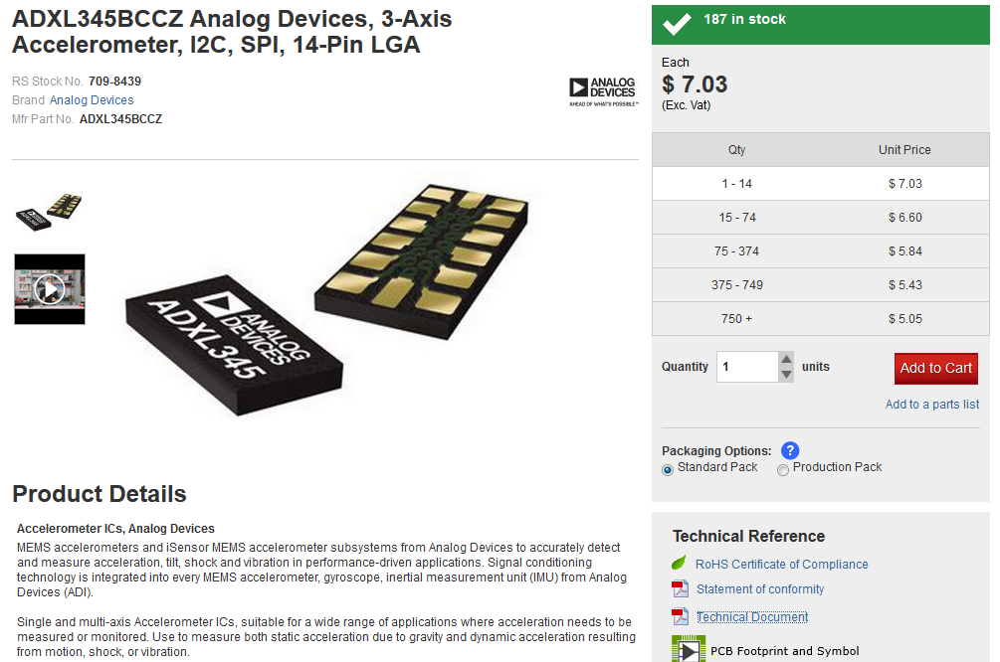 ADXL345BCCZ Analog Devices, 3-Axis
Accelerometer, I2C, SPI, 14-Pin LGA
RS Stock No. 709-8439
Brand Analog Devices
Mfr Part No. ADXL345BCCZ
ANALOG
DEVICES
AHEAD OF WHAT'S POSSIBLE™
ANALOG
DEVICES
ADXL345
Product Details
Accelerometer ICs, Analog Devices
MEMS accelerometers and iSensor MEMS accelerometer subsystems from Analog Devices to accurately detect
and measure acceleration, tilt, shock and vibration in performance-driven applications. Signal conditioning
technology is integrated into every MEMS accelerometer, gyroscope, inertial measurement unit (IMU) from Analog
Devices (ADI).
Single and multi-axis Accelerometer ICs, suitable for a wide range of applications where acceleration needs to be
measured or monitored. Use to measure both static acceleration due to gravity and dynamic acceleration resulting
from motion, shock, or vibration.
187 in stock
Each
$ 7.03
(Exc. Vat)
Qty Unit Price
1 - 14 $ 7.03
15 - 74 $ 6.60
75 - 374 $ 5.84
375 - 749 $ 5.43
750 + $ 5.05
Quantity 1 units Add to Cart
Add to a parts list
Packaging Options: ?
Standard Pack Production Pack
Technical Reference
RoHS Certificate of Compliance
Statement of conformity
Technical Document
PCB Footprint and Symbol